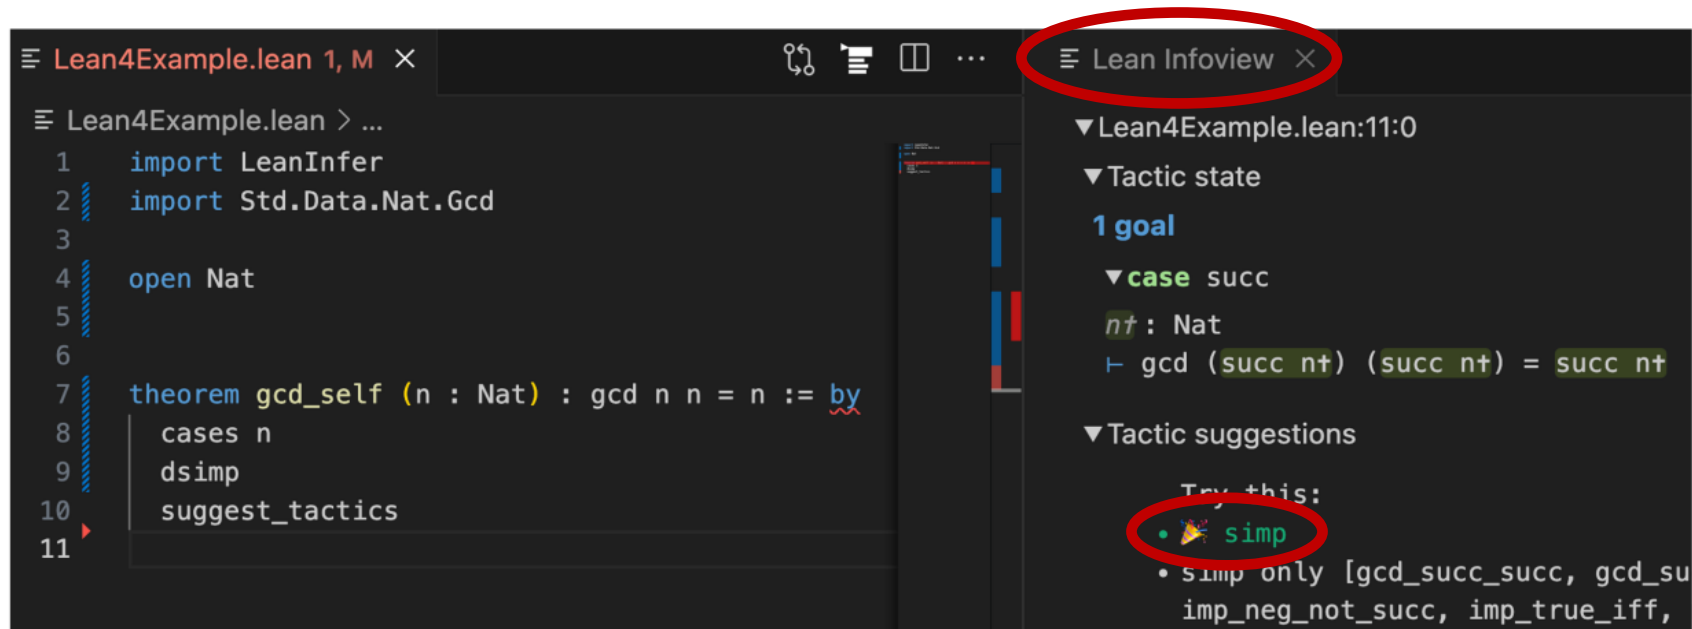 Lean4Example.lean 1, M
Lean4Example.lean > ...
1 import LeanInfer
2 import Std.Data.Nat.Gcd
3
4 open Nat
5
6
7 theorem gcd_self (n : Nat) : gcd n n = n := by
8 cases n
9 dsimp
10 suggest_tactics
11
Lean Infoview
▼Lean4Example.lean:11:0
▼Tactic state
1 goal
▼case succ
n✝ : Nat
⊢ gcd (succ n✝) (succ n✝) = succ n✝
▼Tactic suggestions
Try this:
• 🎉 simp
• simp only [gcd_succ_succ, gcd_su
imp_neg_not_succ, imp_true_iff,